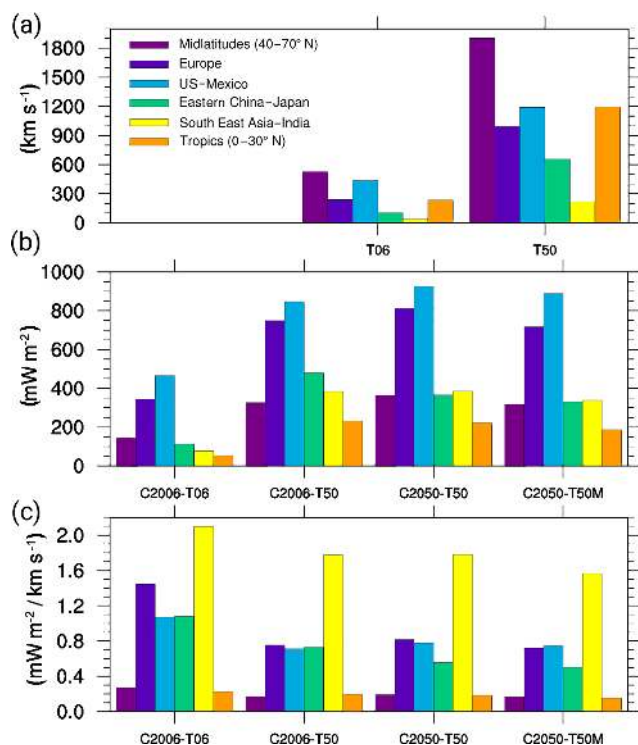 (a)
1800
1500
1200
900
600
300
0
(km s⁻¹)
Midlatitudes (40–70° N)
Europe
US–Mexico
Eastern China–Japan
South East Asia–India
Tropics (0–30° N)
T06 T50
(b)
1000
800
600
400
200
0
(mW m⁻²)
C2006-T06 C2006-T50 C2050-T50 C2050-T50M
(c)
2.0
1.6
1.2
0.8
0.4
0.0
(mW m⁻² / km s⁻¹)
C2006-T06 C2006-T50 C2050-T50 C2050-T50M